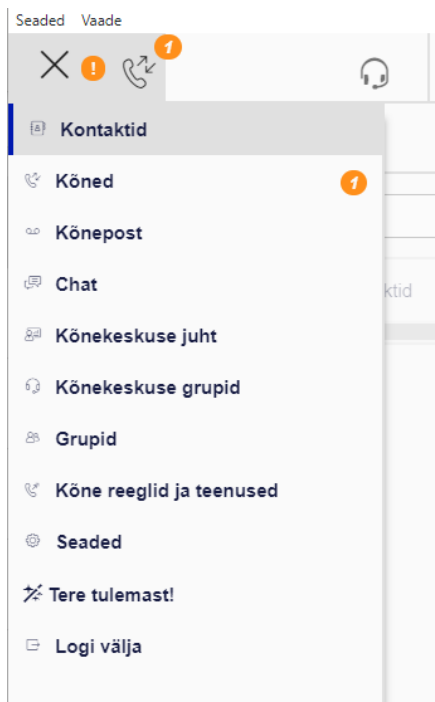 Seaded Vaade
! 1
Kontaktid
Kõned 1
Kõnepost
Chat
ktid
Kõnekeskuse juht
Kõnekeskuse grupid
Grupid
Kõne reeglid ja teenused
Seaded
Tere tulemast!
Logi välja